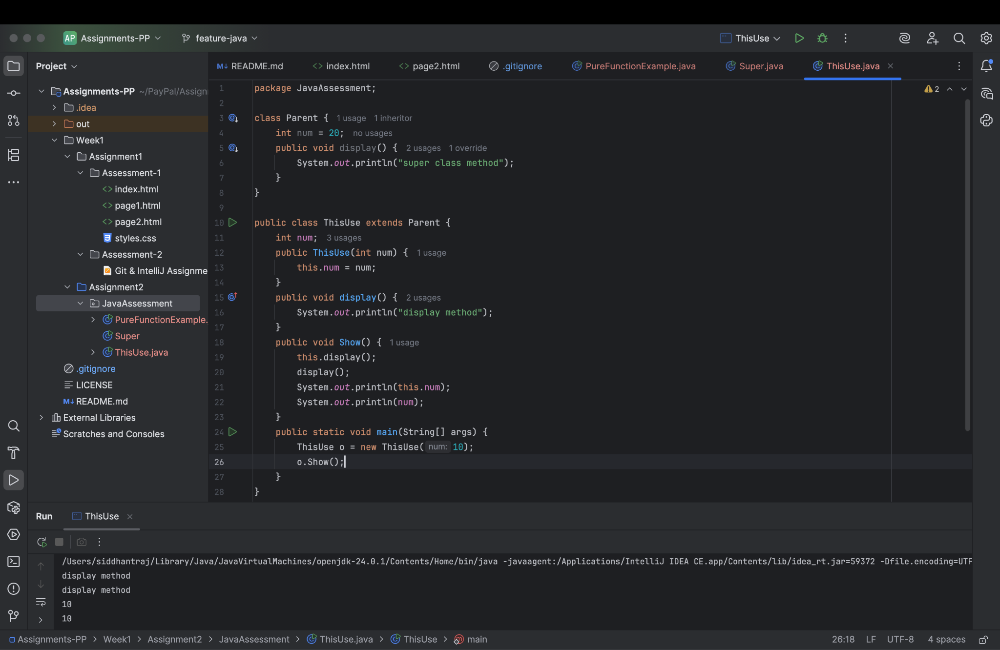 AP Assignments-PP feature-java ThisUse
Project
M↓ README.md <> index.html <> page2.html .gitignore PureFunctionExample.java Super.java ThisUse.java
Assignments-PP ~/PayPal/Assign
.idea
out
Week1
Assignment1
Assessment-1
<> index.html
<> page1.html
<> page2.html
styles.css
Assessment-2
Git & IntelliJ Assignme
Assignment2
JavaAssessment
PureFunctionExample.
Super
ThisUse.java
.gitignore
LICENSE
M↓ README.md
External Libraries
Scratches and Consoles
2
1 package JavaAssessment;
2
3 class Parent { 1 usage 1 inheritor
4 int num = 20; no usages
5 public void display() { 2 usages 1 override
6 System.out.println("super class method");
7 }
8 }
9
10 public class ThisUse extends Parent {
11 int num; 3 usages
12 public ThisUse(int num) { 1 usage
13 this.num = num;
14 }
15 public void display() { 2 usages
16 System.out.println("display method");
17 }
18 public void Show() { 1 usage
19 this.display();
20 display();
21 System.out.println(this.num);
22 System.out.println(num);
23 }
24 public static void main(String[] args) {
25 ThisUse o = new ThisUse( num: 10);
26 o.Show();
27 }
28 }
Run ThisUse
/Users/siddhantraj/Library/Java/JavaVirtualMachines/openjdk-24.0.1/Contents/Home/bin/java -javaagent:/Applications/IntelliJ IDEA CE.app/Contents/lib/idea_rt.jar=59372 -Dfile.encoding=UTF
display method
display method
10
10
Assignments-PP > Week1 > Assignment2 > JavaAssessment > ThisUse.java > ThisUse > main 26:18 LF UTF-8 4 spaces